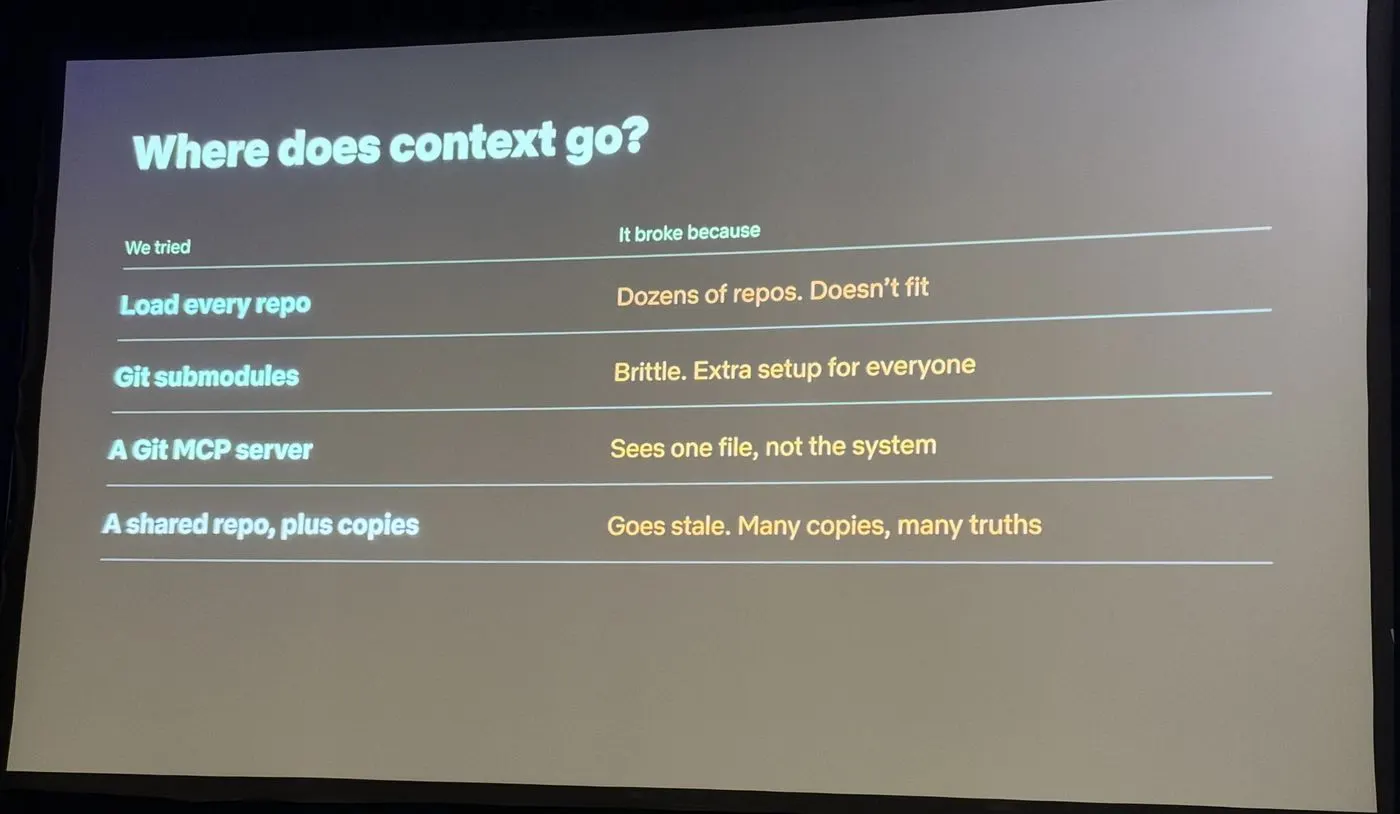 Where does context go?
We tried It broke because
Load every repo Dozens of repos. Doesn’t fit
Git submodules Brittle. Extra setup for everyone
A Git MCP server Sees one file, not the system
A shared repo, plus copies Goes stale. Many copies, many truths